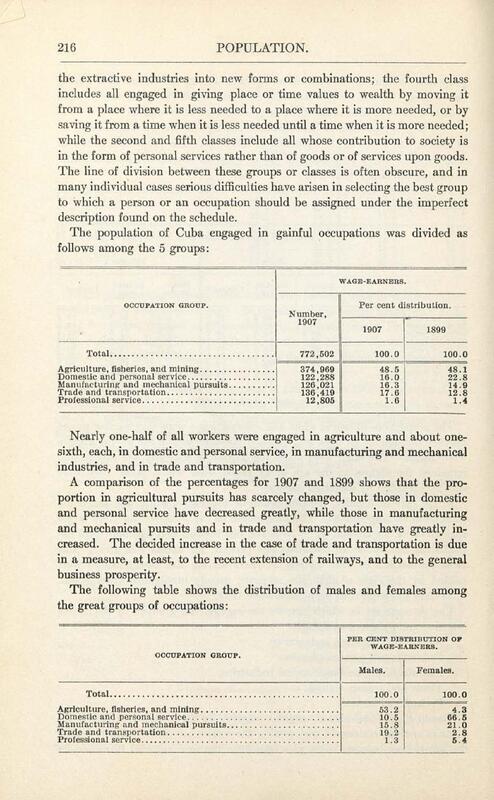 216 POPULATION.
the extractive industries into new forms or combinations; the fourth class
includes all engaged in giving place or time values to wealth by moving it
from a place where it is less needed to a place where it is more needed, or by
saving it from a time when it is less needed until a time when it is more needed;
while the second and fifth classes include all whose contribution to society is
in the form of personal services rather than of goods or of services upon goods.
The line of division between these groups or classes is often obscure, and in
many individual cases serious difficulties have arisen in selecting the best group
to which a person or an occupation should be assigned under the imperfect
description found on the schedule.
The population of Cuba engaged in gainful occupations was divided as
follows among the 5 groups:
OCCUPATION GROUP. WAGE-EARNERS.
Number, 1907 Per cent distribution.
1907 1899
Total 772,502 100.0 100.0
Agriculture, fisheries, and mining 374,969 48.5 48.1
Domestic and personal service 122,288 16.0 22.8
Manufacturing and mechanical pursuits 126,021 16.3 14.9
Trade and transportation 136,419 17.6 12.8
Professional service 12,805 1.6 1.4
Nearly one-half of all workers were engaged in agriculture and about one-
sixth, each, in domestic and personal service, in manufacturing and mechanical
industries, and in trade and transportation.
A comparison of the percentages for 1907 and 1899 shows that the pro-
portion in agricultural pursuits has scarcely changed, but those in domestic
and personal service have decreased greatly, while those in manufacturing
and mechanical pursuits and in trade and transportation have greatly in-
creased. The decided increase in the case of trade and transportation is due
in a measure, at least, to the recent extension of railways, and to the general
business prosperity.
The following table shows the distribution of males and females among
the great groups of occupations:
OCCUPATION GROUP. PER CENT DISTRIBUTION OF WAGE-EARNERS.
Males. Females.
Total 100.0 100.0
Agriculture, fisheries, and mining 53.2 4.3
Domestic and personal service 10.5 66.5
Manufacturing and mechanical pursuits 15.8 21.0
Trade and transportation 19.2 2.8
Professional service 1.3 5.4